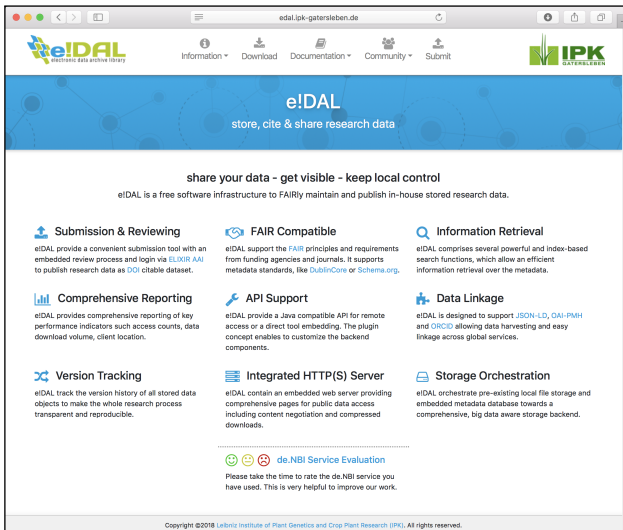 edal.ipk-gatersleben.de
e!DAL
electronic data archive library
Information
Download
Documentation
Community
Submit
IPK
GATERSLEBEN
e!DAL
store, cite & share research data
share your data - get visible - keep local control
e!DAL is a free software infrastructure to FAIRly maintain and publish in-house stored research data.
Submission & Reviewing
e!DAL provide a convenient submission tool with an
embedded review process and login via ELIXIR AAI
to publish research data as DOI citable dataset.
FAIR Compatible
e!DAL support the FAIR principles and requirements
from funding agencies and journals. It supports
metadata standards, like DublinCore or Schema.org.
Information Retrieval
e!DAL comprises several powerful and index-based
search functions, which allow an efficient
information retrieval over the metadata.
Comprehensive Reporting
e!DAL provides comprehensive reporting of key
performance indicators such as access counts, data
download volume, client location.
API Support
e!DAL provide a Java compatible API for remote
access or a direct tool embedding. The plugin
concept enables to customize the backend
components.
Data Linkage
e!DAL is designed to support JSON-LD, OAI-PMH
and ORCID allowing data harvesting and easy
linkage across global services.
Version Tracking
e!DAL track the version history of all stored data
objects to make the whole research process
transparent and reproducible.
Integrated HTTP(S) Server
e!DAL contain an embedded web server providing
comprehensive pages for public data access
including content negotiation and compressed
downloads.
Storage Orchestration
e!DAL orchestrate pre-existing local file storage and
embedded metadata database towards a
comprehensive, big data aware storage backend.
de.NBI Service Evaluation
Please take the time to rate the de.NBI service you
have used. This is very helpful to improve our work.
Copyright ©2018 Leibniz Institute of Plant Genetics and Crop Plant Research (IPK). All rights reserved.